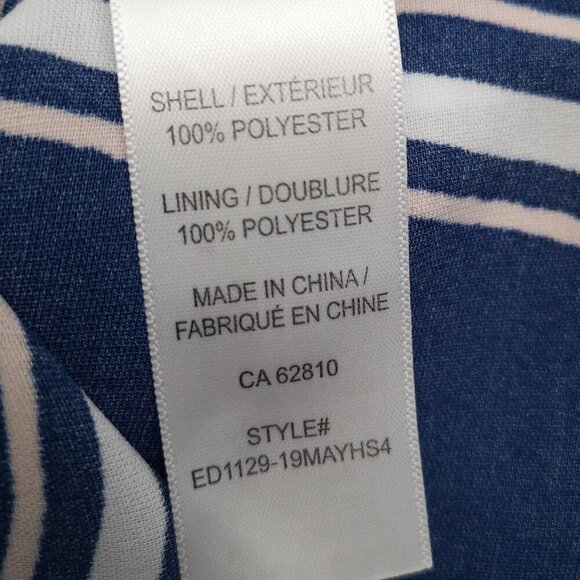 SHELL / EXTÉRIEUR
100% POLYESTER
LINING / DOUBLURE
100% POLYESTER
MADE IN CHINA /
FABRIQUÉ EN CHINE
CA 62810
STYLE#
ED1129-19MAYHS4